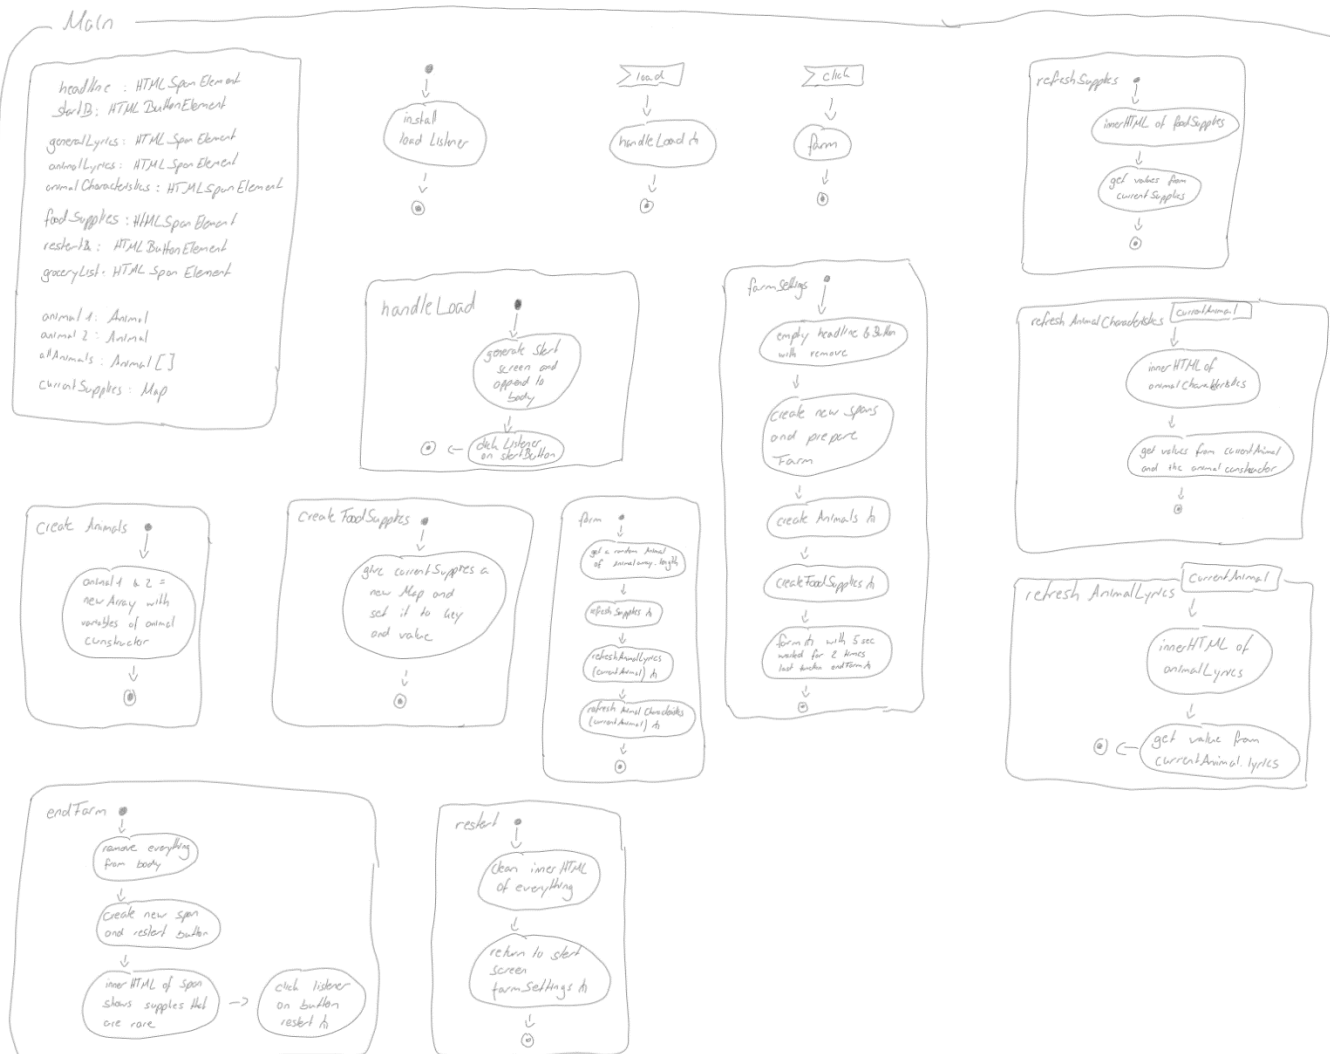 Main
headline : HTML Span Element
startB : HTML Button Element
generalLyrics : HTML Span Element
animalLyrics : HTML Span Element
animalCharacteristics : HTML Span Element
foodSupplies : HTML Span Element
HTML Button Element
groceryList : HTML Span Element
animal 1 : Animal
animal 2 : Animal
allAnimals : Animal [ ]
currentSupplies : Map
install
load Listener
load
handleLoad
click
farm
refreshSupplies
innerHTML of foodSupplies
get values from
currentSupplies
handleLoad
generate start
screen and
append to
body
click Listener
on startButton
farmSettings
empty headline & Button
with remove
create new spans
and prepare
Farm
create Animals
createFoodSupplies
farm with 5 sec
for 2 times
last endFarm
refresh AnimalCharacteristics
currentAnimal
innerHTML of
animalCharacteristics
get values from currentAnimal
and the animal constructor
create Animals
animal 1 & 2 =
new Array with
variables of animal
constructor
create FoodSupplies
give currentSupplies a
new Map and
set it to key
and value
farm
get a random Animal
of animalarray.length
refreshSupplies
refreshAnimalLyrics
(currentAnimal)
refresh Animal Characteristics
(currentAnimal)
refresh AnimalLyrics
currentAnimal
innerHTML of
animalLyrics
get value from
currentAnimal.lyrics
endFarm
remove everything
from body
create new span
and restart button
innerHTML of span
shows supplies that
are rare
click listener
on button
restart
restart
clean innerHTML
of everything
return to start
screen
farmSettings